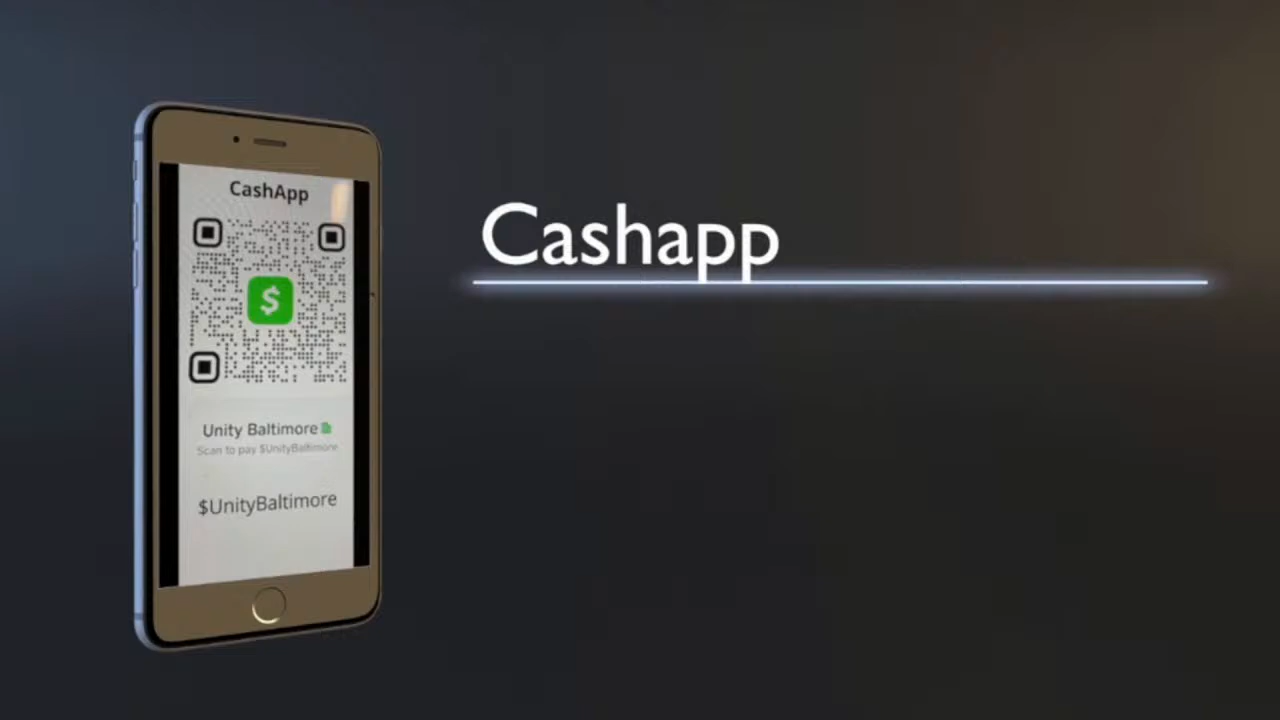 CashApp
$
Unity Baltimore
Scan to pay $UnityBaltimore
$UnityBaltimore
Cashapp